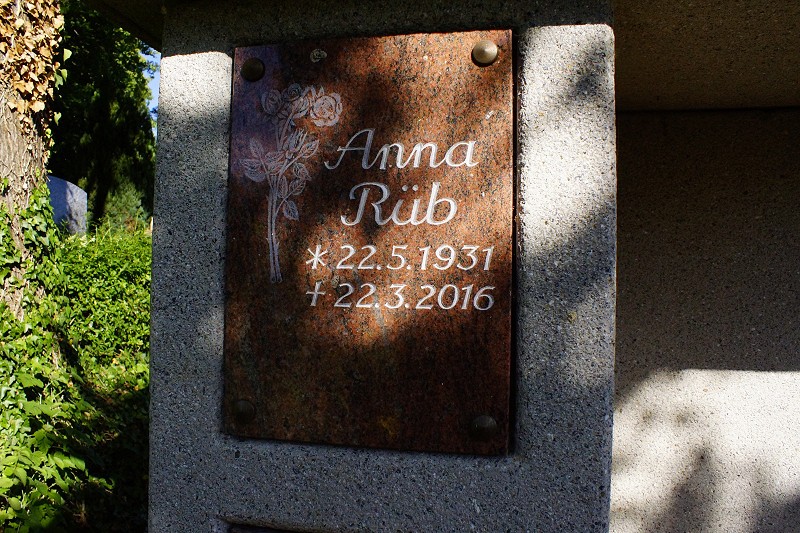 Anna
Rüb
* 22.5.1931
+ 22.3.2016